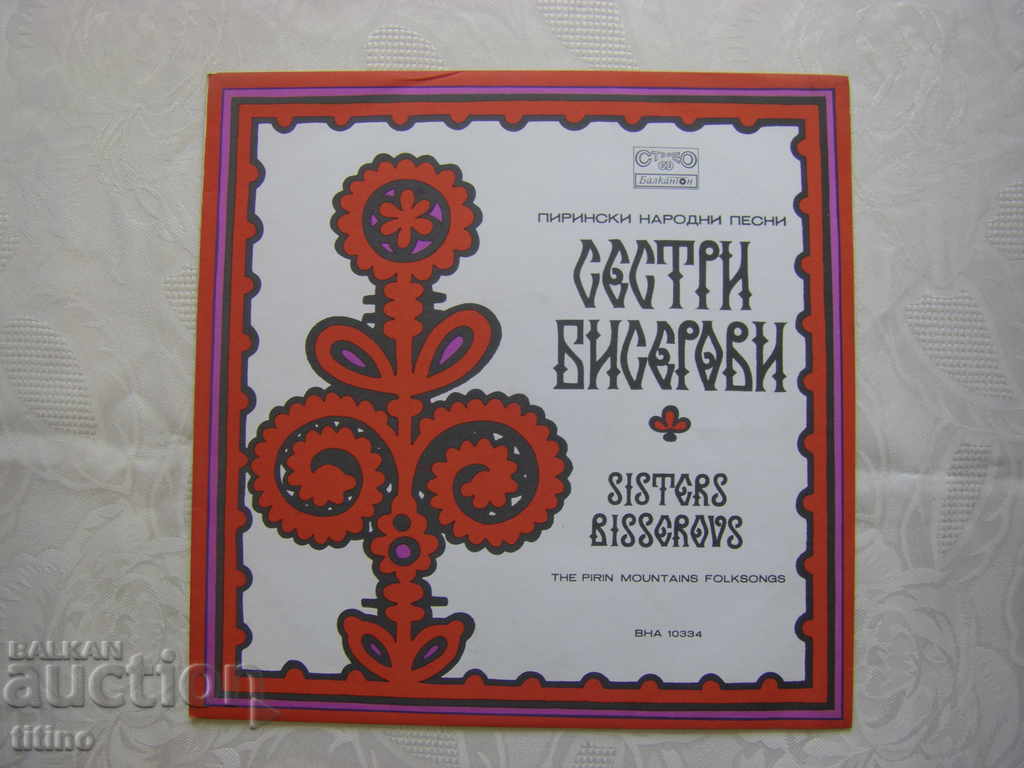 СТЕРЕО
Балкантон
ПИРИНСКИ НАРОДНИ ПЕСНИ
СЕСТРИ
БИСЕРОВИ
SISTERS
BISSEROVS
THE PIRIN MOUNTAINS FOLKSONGS
ВНА 10334
BALKAN
auction
titino